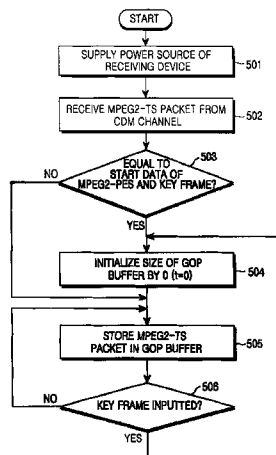 START
SUPPLY POWER SOURCE OF
RECEIVING DEVICE
501
RECEIVE MPEG2-TS PACKET FROM
CDM CHANNEL
502
503
EQUAL TO
START DATA OF
MPEG2-PES AND KEY FRAME?
NO
YES
INITIALIZE SIZE OF GOP
BUFFER BY 0 (t=0)
504
STORE MPEG2-TS
PACKET IN GOP BUFFER
505
506
KEY FRAME INPUTTED?
NO
YES